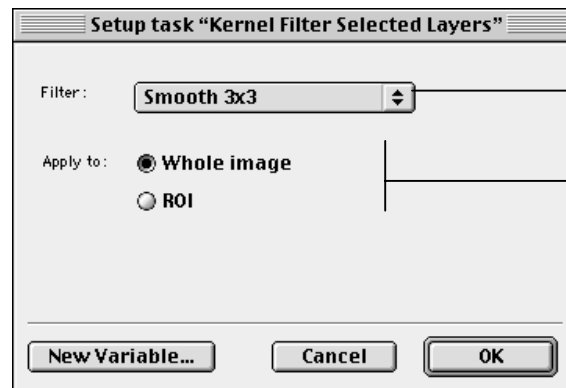 Setup task “Kernel Filter Selected Layers”
Filter: Smooth 3x3
Apply to: Whole image
ROI
New Variable... Cancel OK